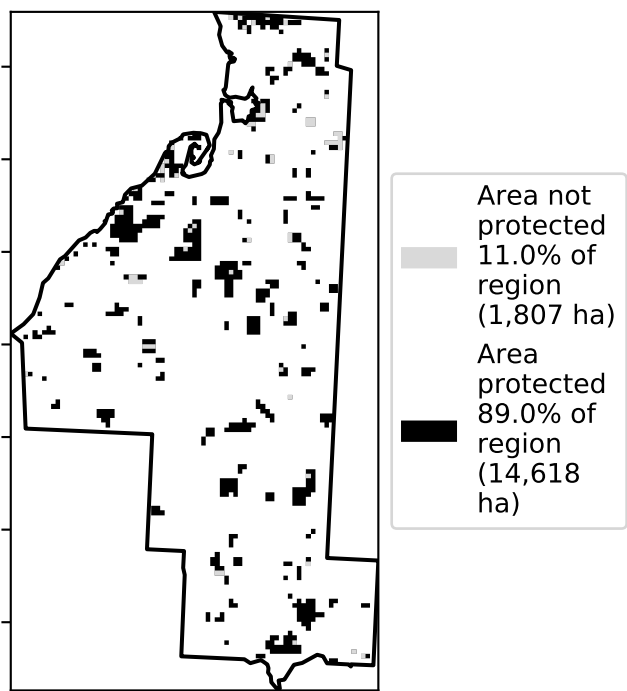 Area not
protected
11.0% of
region
(1,807 ha)
Area
protected
89.0% of
region
(14,618
ha)